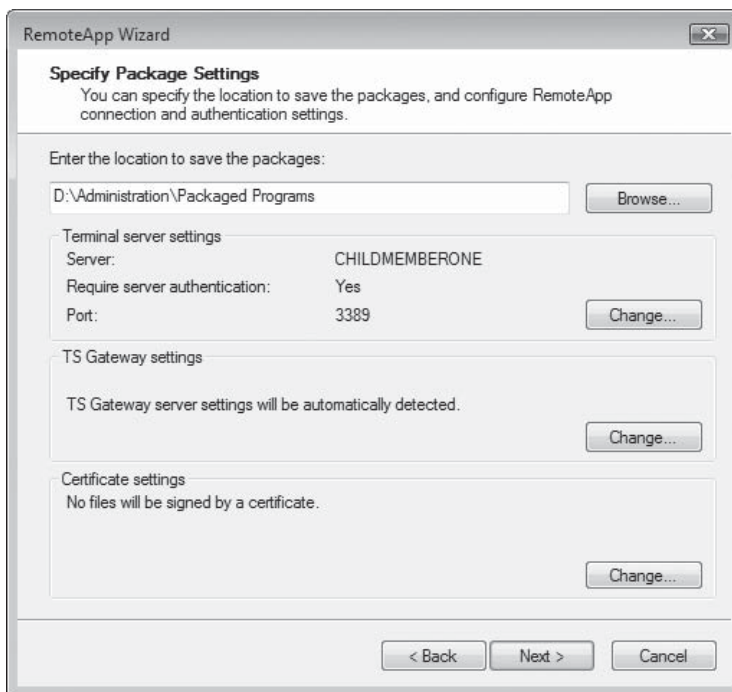 RemoteApp Wizard
Specify Package Settings
You can specify the location to save the packages, and configure RemoteApp
connection and authentication settings.
Enter the location to save the packages:
D:\Administration\Packaged Programs
Browse...
Terminal server settings
Server: CHILDMEMBERONE
Require server authentication: Yes
Port: 3389
Change...
TS Gateway settings
TS Gateway server settings will be automatically detected.
Change...
Certificate settings
No files will be signed by a certificate.
Change...
< Back
Next >
Cancel